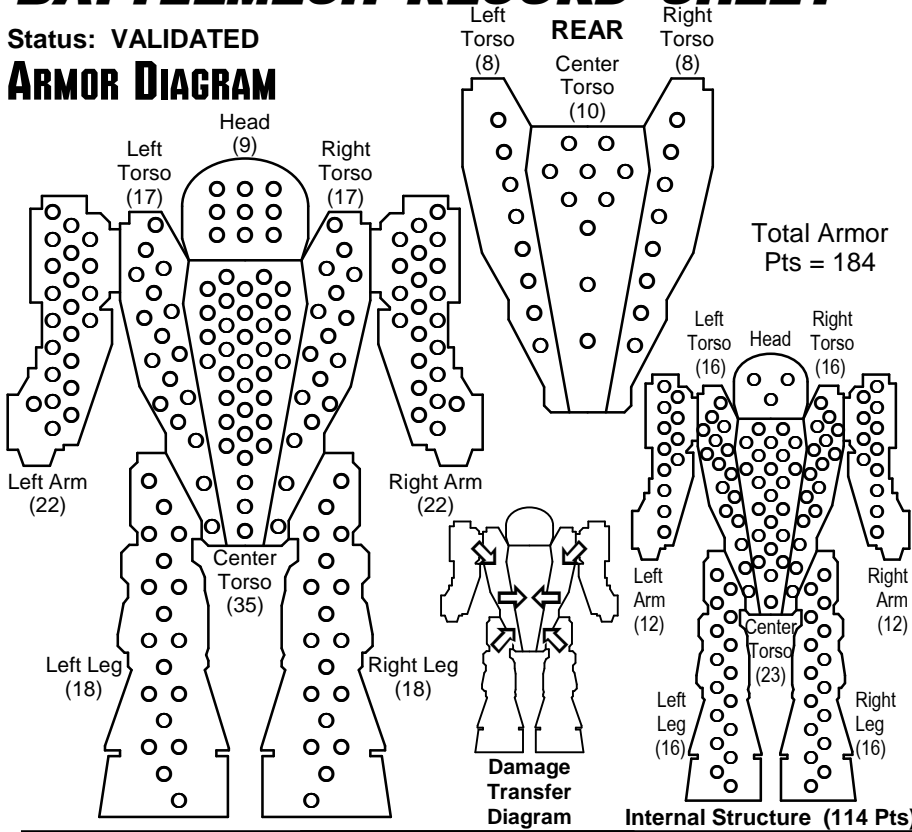 BATTLEMECH RECORD SHEET
Status: VALIDATED
ARMOR DIAGRAM
Head
(9)
Left
Torso
(17)
Right
Torso
(17)
Left Arm
(22)
Right Arm
(22)
Center
Torso
(35)
Left Leg
(18)
Right Leg
(18)
Left
Torso
(8)
REAR
Center
Torso
(10)
Right
Torso
(8)
Total Armor
Pts = 184
Left
Torso
(16)
Head
Right
Torso
(16)
Left
Arm
(12)
Right
Arm
(12)
Center
Torso
(23)
Left
Leg
(16)
Right
Leg
(16)
Damage
Transfer
Diagram
Internal Structure (114 Pts)